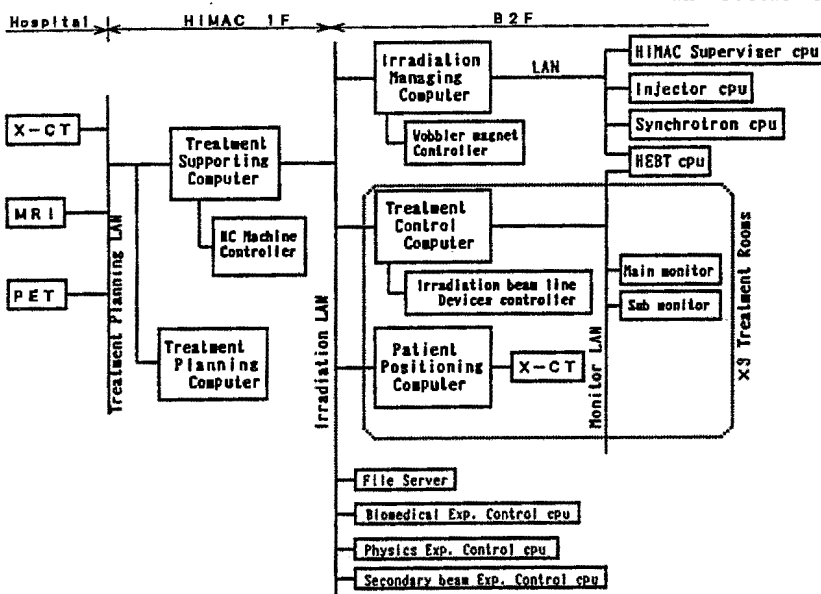 Hospital
HIMAC 1F
B2F
X-CT
MRI
PET
Treatment Planning LAN
Treatment
Supporting
Computer
NC Machine
Controller
Treatment
Planning
Computer
Irradiation LAN
Irradiation
Managing
Computer
Wobbler magnet
Controller
LAN
HIMAC Superviser cpu
Injector cpu
Synchrotron cpu
HEBT cpu
Treatment
Control
Computer
Irradiation beam line
Devices controller
Patient
Positioning
Computer
X-CT
Monitor LAN
Main monitor
Sub monitor
×3 Treatment Rooms
File Server
Biomedical Exp. Control cpu
Physics Exp. Control cpu
Secondary beam Exp. Control cpu